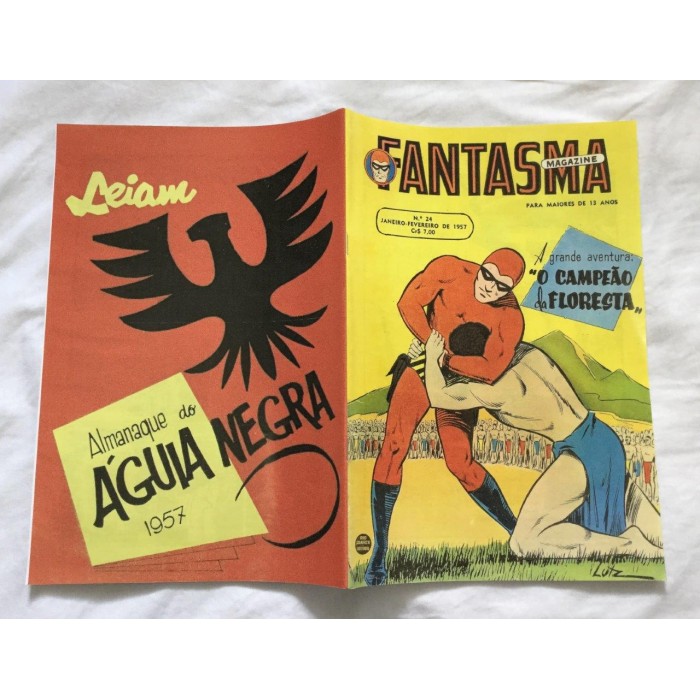 Leiam
Almanaque do
ÁGUIA NEGRA
1957
FANTASMA
MAGAZINE
PARA MAIORES DE 13 ANOS
N.º 24
JANEIRO-FEVEREIRO DE 1957
Cr$ 7,00
A grande aventura:
"O CAMPEÃO
da FLORESTA"
LUTZ